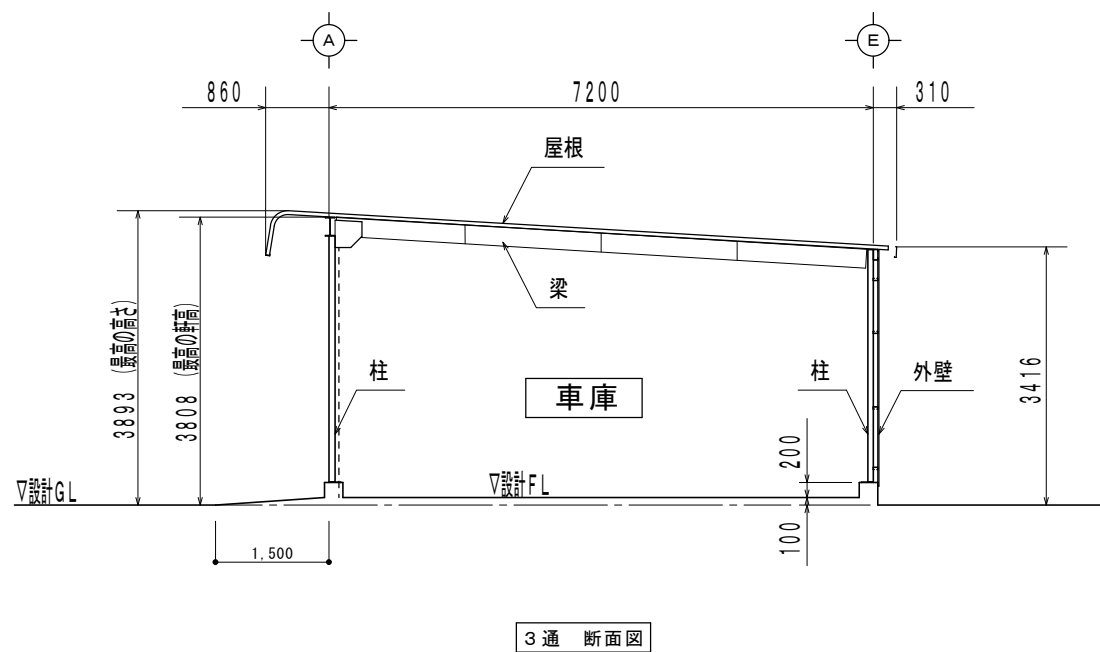 A
E
860
7200
310
屋根
梁
3893 (最高の高さ)
3808 (最高の軒高)
柱
車庫
柱
外壁
3416
200
▽設計GL
▽設計FL
100
1,500
3通 断面図